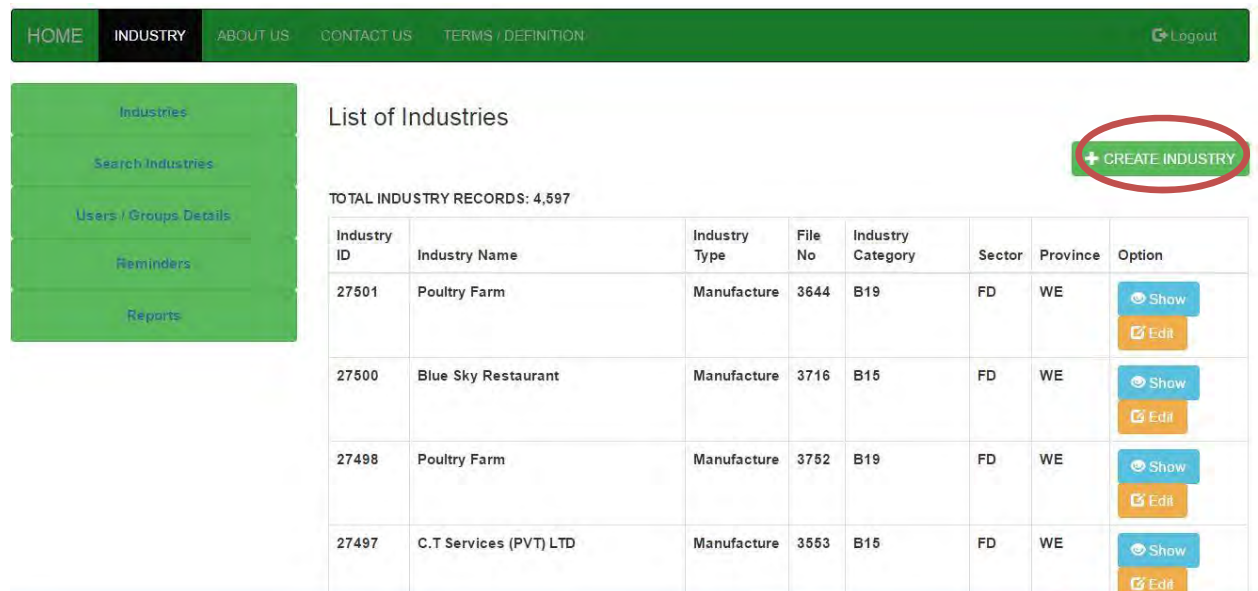 HOME INDUSTRY ABOUT US CONTACT US TERMS / DEFINITION Logout
Industries
Search Industries
Users / Groups Details
Reminders
Reports
List of Industries
CREATE INDUSTRY
TOTAL INDUSTRY RECORDS: 4,597
Industry ID Industry Name Industry Type File No Industry Category Sector Province Option
27501 Poultry Farm Manufacture 3644 B19 FD WE Show
Edit
27500 Blue Sky Restaurant Manufacture 3716 B15 FD WE Show
Edit
27498 Poultry Farm Manufacture 3752 B19 FD WE Show
Edit
27497 C.T Services (PVT) LTD Manufacture 3553 B15 FD WE Show
Edit